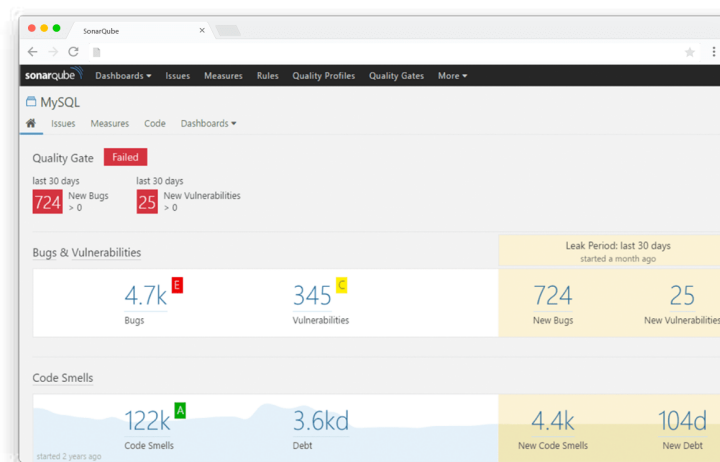 SonarQube
sonarqube Dashboards Issues Measures Rules Quality Profiles Quality Gates More
MySQL
Issues Measures Code Dashboards
Quality Gate Failed
last 30 days last 30 days
724 New Bugs > 0 25 New Vulnerabilities > 0
Bugs & Vulnerabilities
Leak Period: last 30 days
started a month ago
4.7k E 345 C 724 25
Bugs Vulnerabilities New Bugs New Vulnerabilities
Code Smells
122k A 3.6kd 4.4k 104d
Code Smells Debt New Code Smells New Debt
started 2 years ago